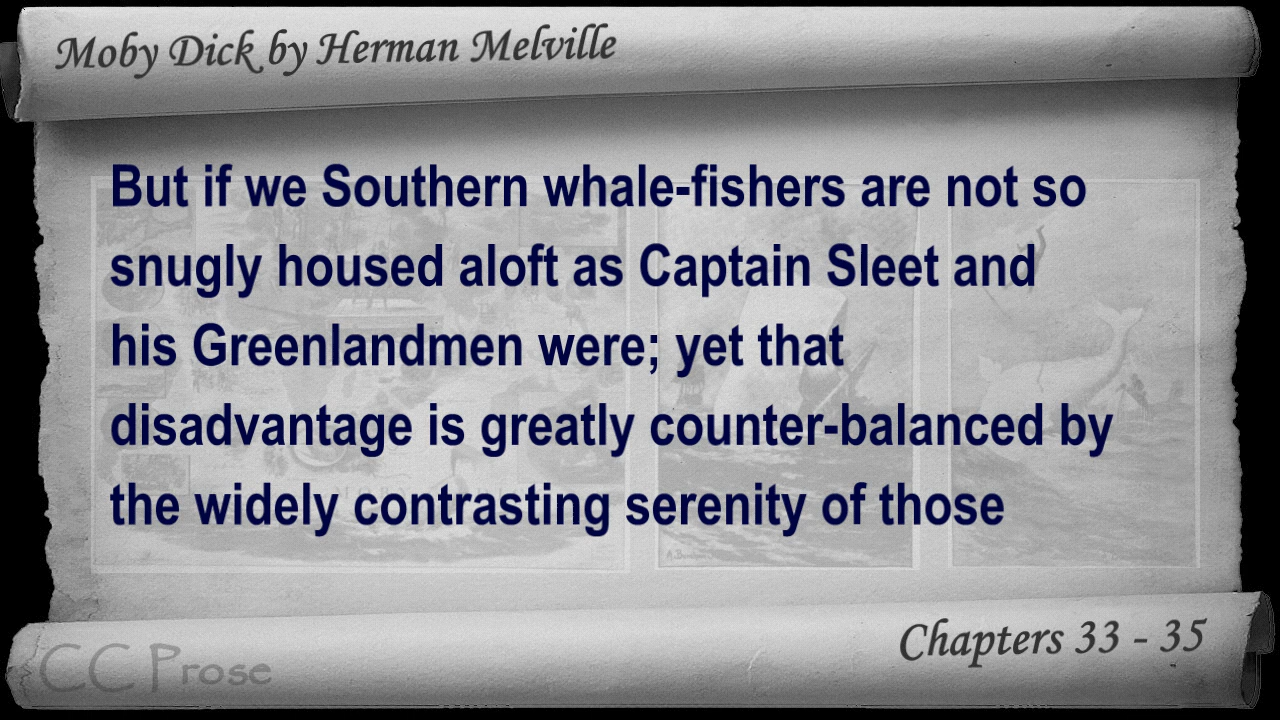 Moby Dick by Herman Melville
But if we Southern whale-fishers are not so
snugly housed aloft as Captain Sleet and
his Greenlandmen were; yet that
disadvantage is greatly counter-balanced by
the widely contrasting serenity of those
Chapters 33 - 35
CC Prose